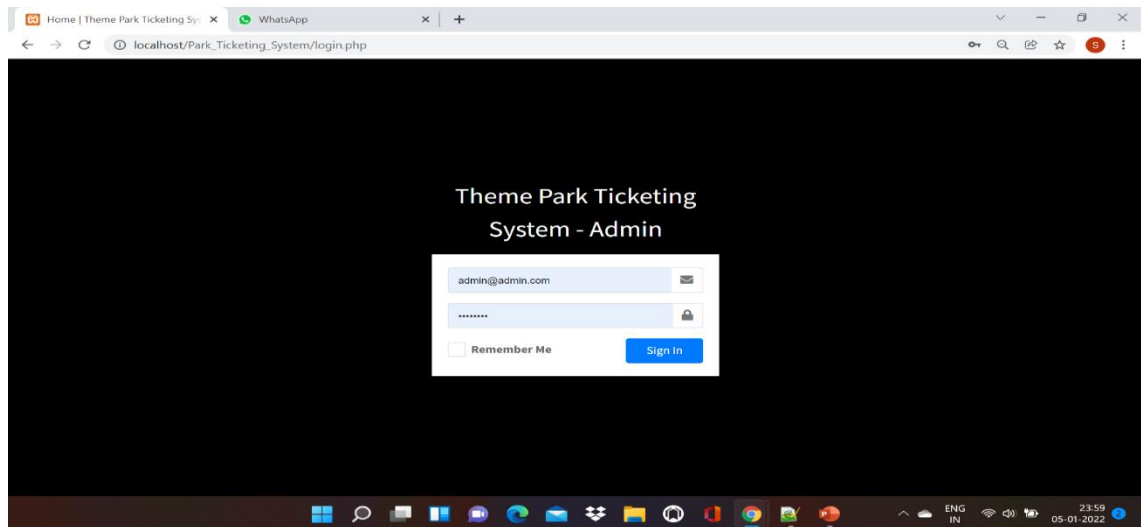 Home | Theme Park Ticketing Sys
WhatsApp
localhost/Park_Ticketing_System/login.php
S
Theme Park Ticketing
System - Admin
admin@admin.com
••••••••
Remember Me
Sign In
ENG
IN
23:59
05-01-2022
2